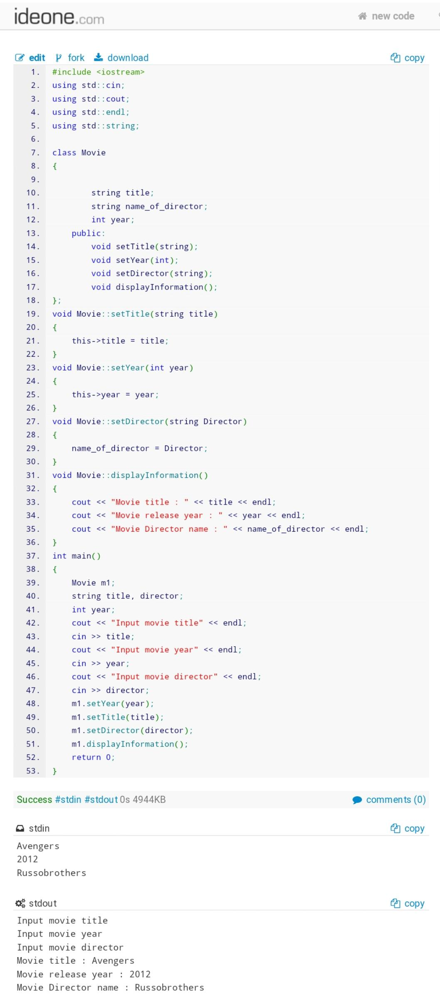 ideone.com new code
edit fork download copy
1. #include <iostream>
2. using std::cin;
3. using std::cout;
4. using std::endl;
5. using std::string;
6.
7. class Movie
8. {
9.
10.         string title;
11.         string name_of_director;
12.         int year;
13.     public:
14.         void setTitle(string);
15.         void setYear(int);
16.         void setDirector(string);
17.         void displayInformation();
18. };
19. void Movie::setTitle(string title)
20. {
21.     this->title = title;
22. }
23. void Movie::setYear(int year)
24. {
25.     this->year = year;
26. }
27. void Movie::setDirector(string Director)
28. {
29.     name_of_director = Director;
30. }
31. void Movie::displayInformation()
32. {
33.     cout << "Movie title : " << title << endl;
34.     cout << "Movie release year : " << year << endl;
35.     cout << "Movie Director name : " << name_of_director << endl;
36. }
37. int main()
38. {
39.     Movie m1;
40.     string title, director;
41.     int year;
42.     cout << "Input movie title" << endl;
43.     cin >> title;
44.     cout << "Input movie year" << endl;
45.     cin >> year;
46.     cout << "Input movie director" << endl;
47.     cin >> director;
48.     m1.setYear(year);
49.     m1.setTitle(title);
50.     m1.setDirector(director);
51.     m1.displayInformation();
52.     return 0;
53. }
Success #stdin #stdout 0s 4944KB comments (0)
stdin copy
Avengers
2012
Russobrothers
stdout copy
Input movie title
Input movie year
Input movie director
Movie title : Avengers
Movie release year : 2012
Movie Director name : Russobrothers